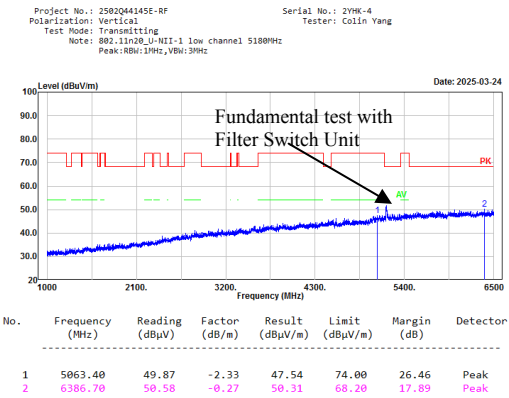 Project No.: 2502Q44145E-RF Serial No.: 2YHK-4
Polarization: Vertical Tester: Colin Yang
Test Mode: Transmitting
Note: 802.11n20_U-NII-1 low channel 5180MHz
Peak:RBW:1MHz,VBW:3MHz
Level (dBuV/m) Date: 2025-03-24
100
90.0
80.0
70.0
60.0
50.0
40.0
30.0
20
Fundamental test with
Filter Switch Unit
PK
AV
1 2
1000 2100. 3200. 4300. 5400. 6500
Frequency (MHz)
No. Frequency Reading Factor Result Limit Margin Detector
(MHz) (dBμV) (dB/m) (dBμV/m) (dBμV/m) (dB)
1 5063.40 49.87 -2.33 47.54 74.00 26.46 Peak
2 6386.70 50.58 -0.27 50.31 68.20 17.89 Peak